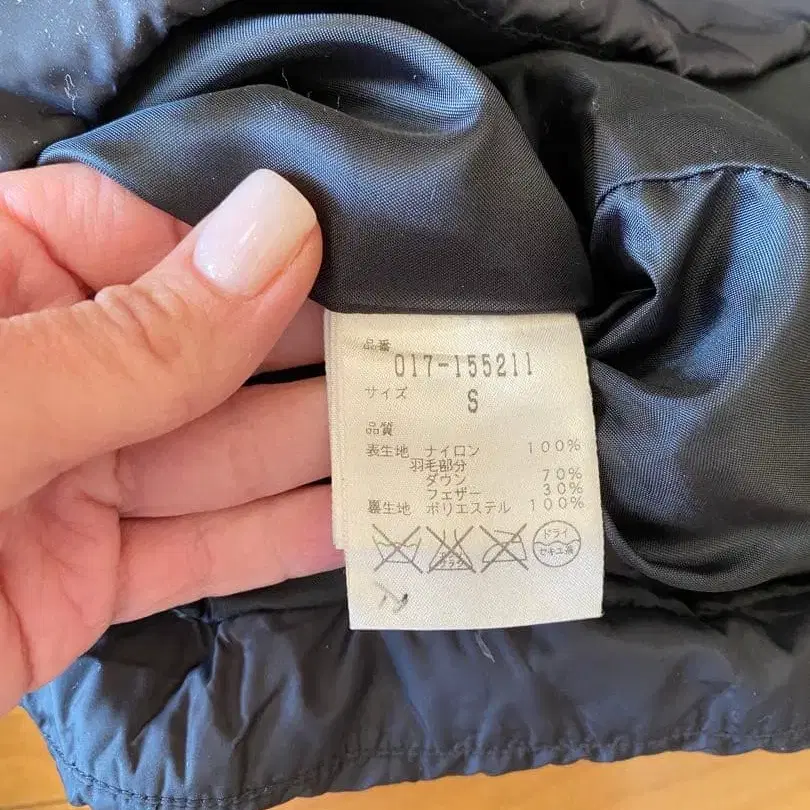 品番
017-155211
サイズ
S
品質
表生地 ナイロン 100%
羽毛部分
ダウン 70%
フェザー 30%
裏生地 ポリエステル 100%
ドライ
セキユ系